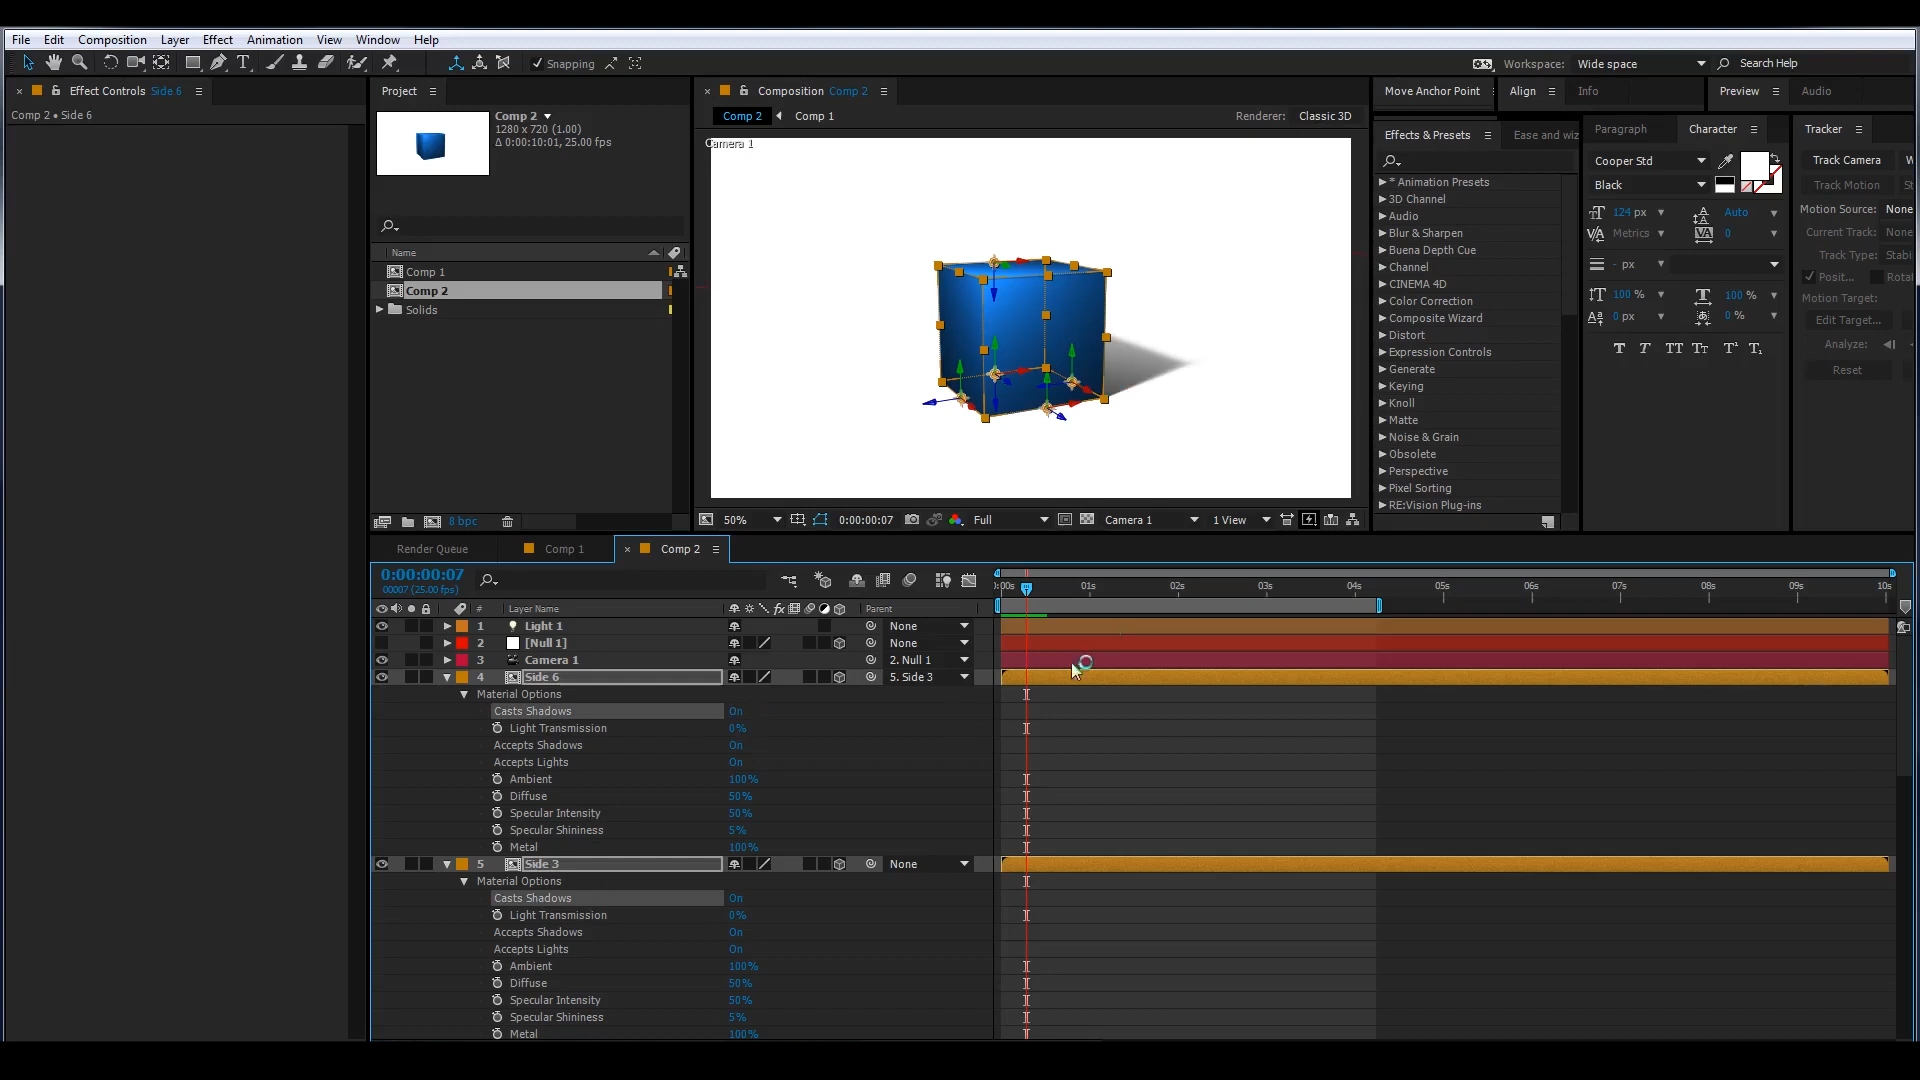 File Edit Composition Layer Effect Animation View Window Help
Snapping
Workspace: Wide space
Search Help
Effect Controls Side 6
Comp 2 • Side 6
Project
Comp 2
1280 x 720 (1.00)
Δ 0:00:10:01, 25.00 fps
Name
Comp 1
Comp 2
Solids
8 bpc
Composition Comp 2
Comp 2 Comp 1
Renderer: Classic 3D
Camera 1
50%
0:00:00:07
Full
Camera 1
1 View
Move Anchor Point
Align
Info
Preview
Audio
Effects & Presets
Ease and wiz
* Animation Presets
3D Channel
Audio
Blur & Sharpen
Buena Depth Cue
Channel
CINEMA 4D
Color Correction
Composite Wizard
Distort
Expression Controls
Generate
Keying
Knoll
Matte
Noise & Grain
Obsolete
Perspective
Pixel Sorting
RE:Vision Plug-ins
Paragraph
Character
Cooper Std
Black
124 px
Auto
Metrics
0
- px
100 %
100 %
0 px
0 %
T T TT Tt T¹ T₁
Tracker
Track Camera
Track Motion
Motion Source: None
Current Track: None
Track Type: Stabi
Posit... Rotat
Motion Target:
Edit Target...
Analyze:
Reset
Render Queue
Comp 1
Comp 2
0:00:00:07
00007 (25.00 fps)
# Layer Name
fx
Parent
:00s 01s 02s 03s 04s 05s 06s 07s 08s 09s 10s
1 Light 1 None
2 [Null 1] None
3 Camera 1 2. Null 1
4 Side 6 5. Side 3
Material Options
Casts Shadows On
Light Transmission 0%
Accepts Shadows On
Accepts Lights On
Ambient 100%
Diffuse 50%
Specular Intensity 50%
Specular Shininess 5%
Metal 100%
5 Side 3 None
Material Options
Casts Shadows On
Light Transmission 0%
Accepts Shadows On
Accepts Lights On
Ambient 100%
Diffuse 50%
Specular Intensity 50%
Specular Shininess 5%
Metal 100%